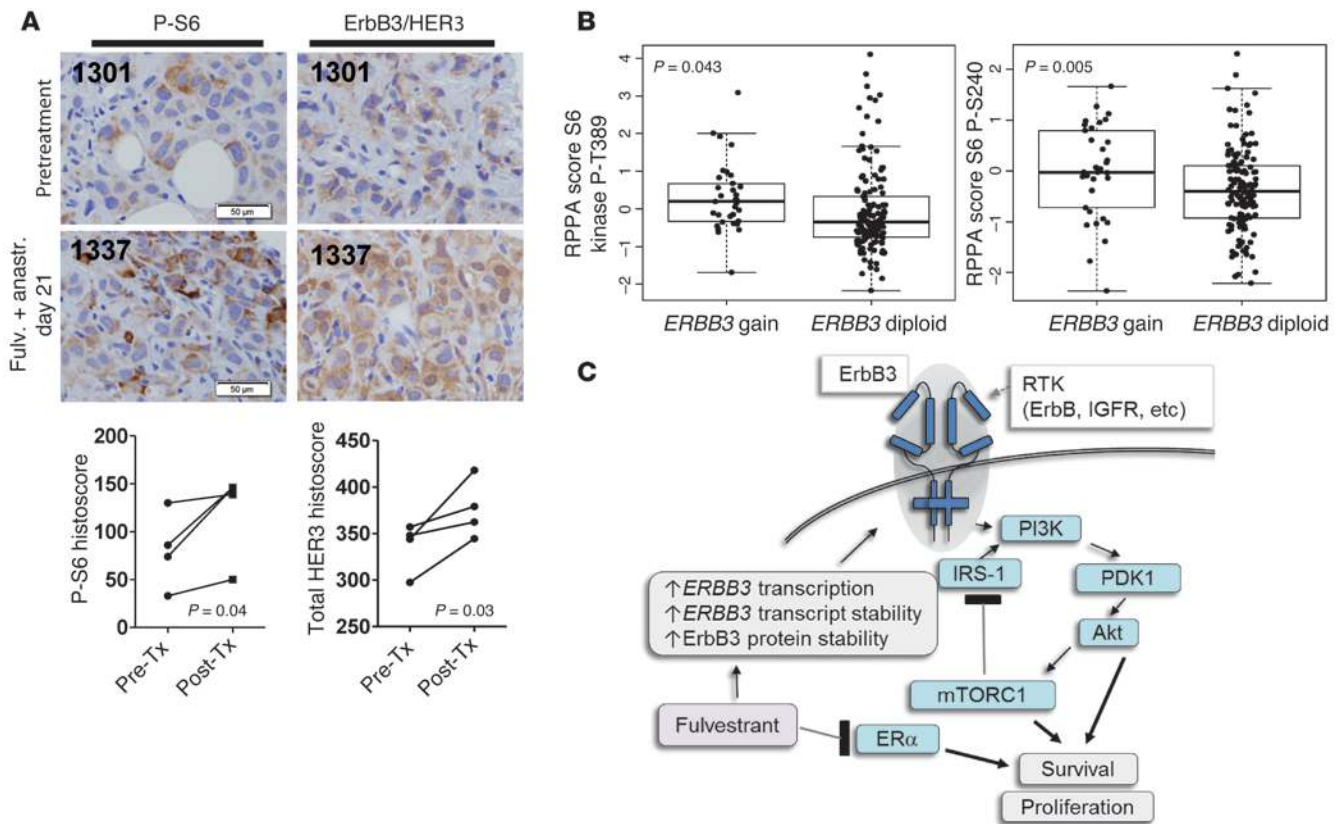 A
P-S6
ErbB3/HER3
Pretreatment
1301
50 µm
1301
Fulv. + anastr.
day 21
1337
50 µm
1337
P-S6 histoscore
200
150
100
50
0
P = 0.04
Pre-Tx
Post-Tx
Total HER3 histoscore
450
400
350
300
250
P = 0.03
Pre-Tx
Post-Tx
B
RPPA score S6
kinase P-T389
P = 0.043
4
3
2
1
0
−1
−2
ERBB3 gain
ERBB3 diploid
RPPA score S6 P-S240
P = 0.005
2
1
0
−1
−2
ERBB3 gain
ERBB3 diploid
C
ErbB3
RTK
(ErbB, IGFR, etc)
PI3K
IRS-1
PDK1
↑ERBB3 transcription
↑ERBB3 transcript stability
↑ErbB3 protein stability
Akt
mTORC1
Fulvestrant
ERα
Survival
Proliferation